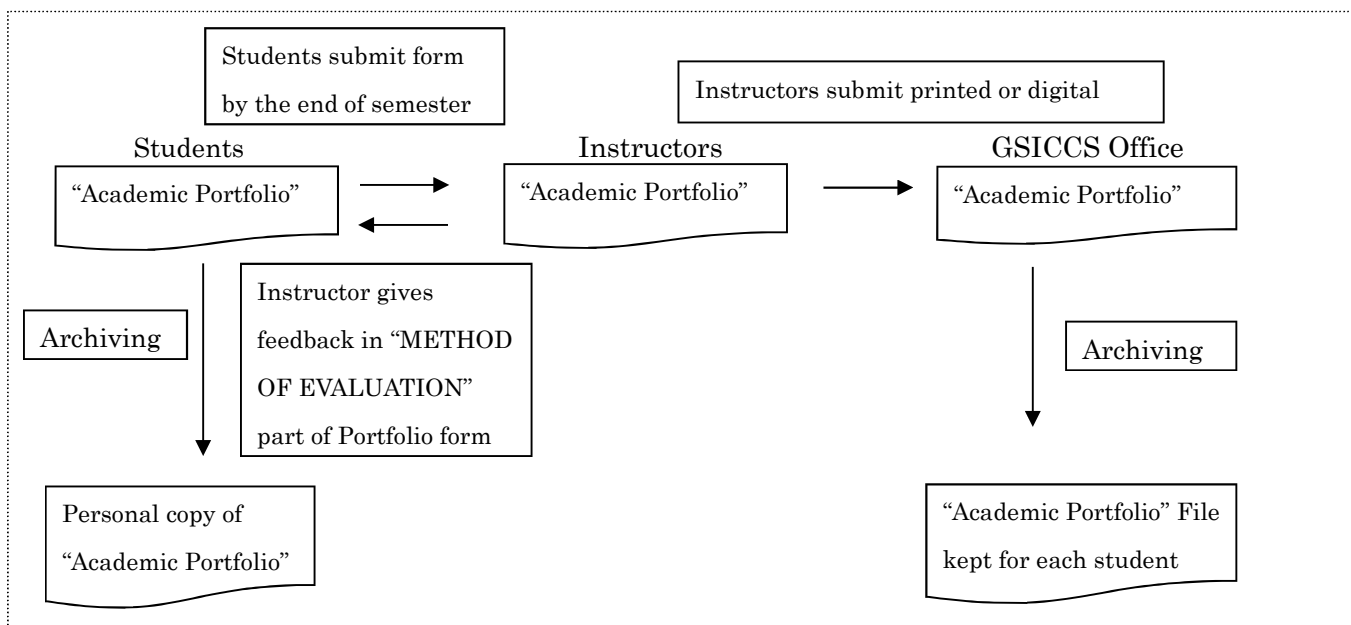 Students submit form
by the end of semester
Instructors submit printed or digital
Students
Instructors
GSICCS Office
“Academic Portfolio”
“Academic Portfolio”
“Academic Portfolio”
Archiving
Instructor gives
feedback in “METHOD
OF EVALUATION”
part of Portfolio form
Archiving
Personal copy of
“Academic Portfolio”
“Academic Portfolio” File
kept for each student